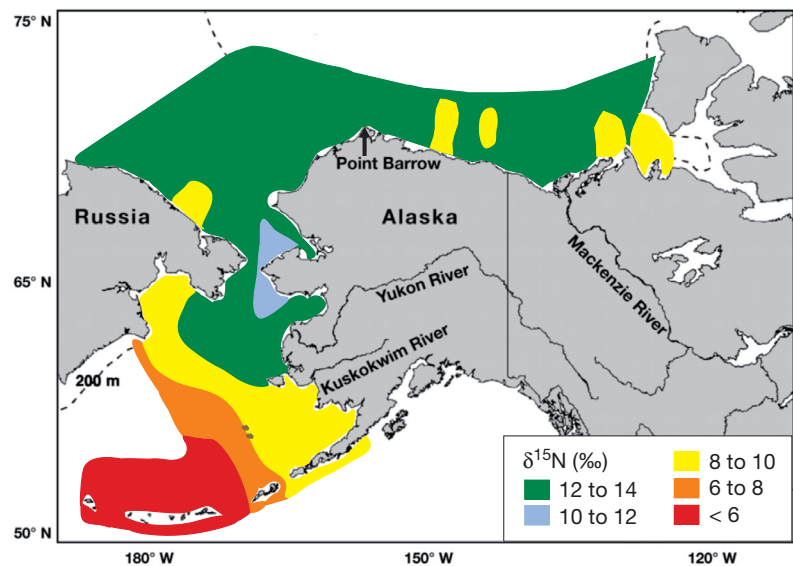 75° N
Point Barrow
Russia
Alaska
Mackenzie River
65° N
Yukon River
Kuskokwim River
200 m
δ¹⁵N (‰)
12 to 14
10 to 12
8 to 10
6 to 8
< 6
50° N
180° W
150° W
120° W